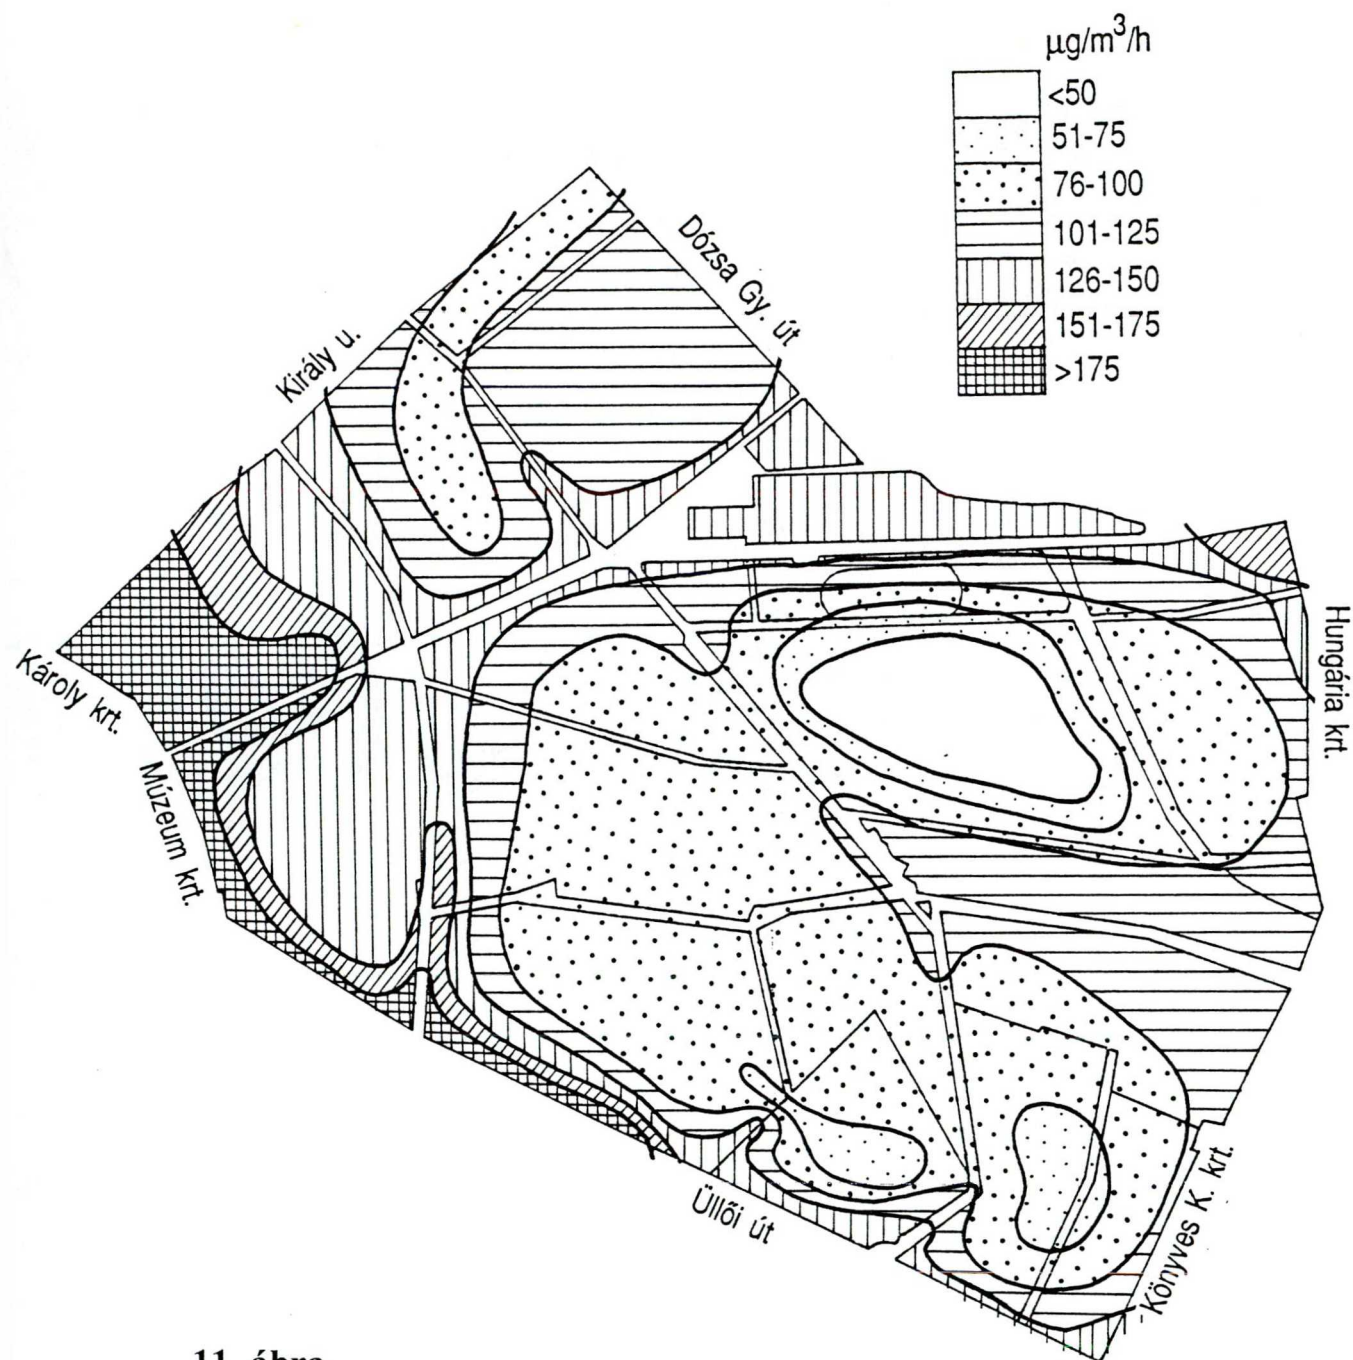 µg/m³/h
<50
51-75
76-100
101-125
126-150
151-175
>175
Dózsa Gy. út
Király u.
Károly krt.
Múzeum krt.
Hungária krt.
Üllői út
Könyves K. krt.
11. ábra